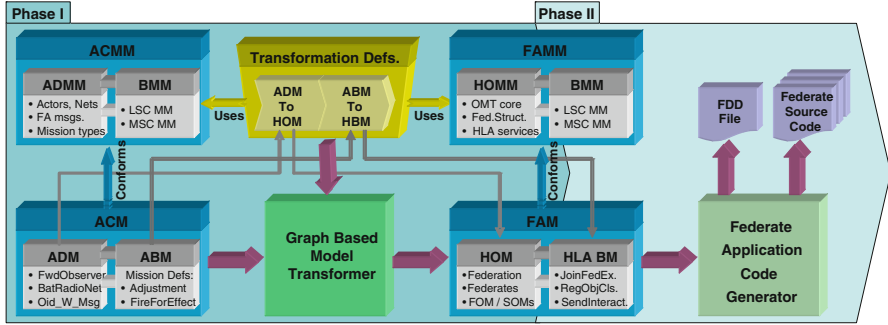 Phase I
Phase II
ACMM
ADMM
• Actors, Nets
• FA msgs.
• Mission types.
BMM
• LSC MM
• MSC MM
Transformation Defs.
ADM
To
HOM
ABM
To
HBM
Uses
Uses
FAMM
HOMM
• OMT core
• Fed.Struct.
• HLA services
BMM
• LSC MM
• MSC MM
FDD
File
Federate
Source
Code
Conforms
Conforms
ACM
ADM
• FwdObserver
• BatRadioNet
• Oid_W_Msg
ABM
Mission Defs:
• Adjustment
• FireForEffect
Graph Based
Model
Transformer
FAM
HOM
•Federation
•Federates
•FOM / SOMs
HLA BM
•JoinFedEx.
•RegObjCls.
•SendInteract.
Federate
Application
Code
Generator